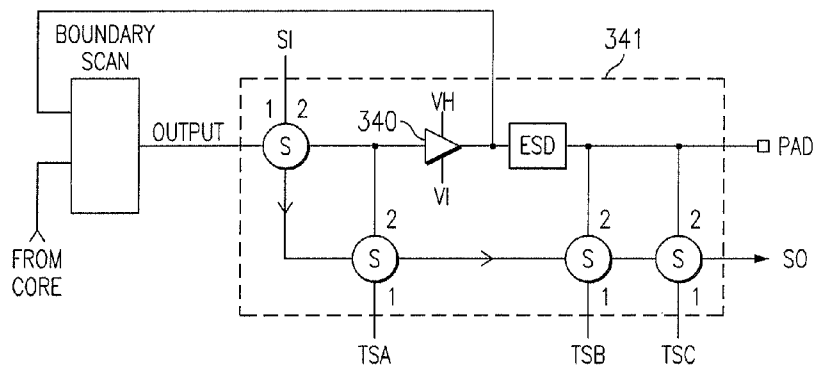 BOUNDARY
SCAN
SI
341
1 2
340
VH
OUTPUT
S
ESD
PAD
VI
2
2
2
FROM
CORE
S
S
S
SO
1
1
1
TSA
TSB
TSC